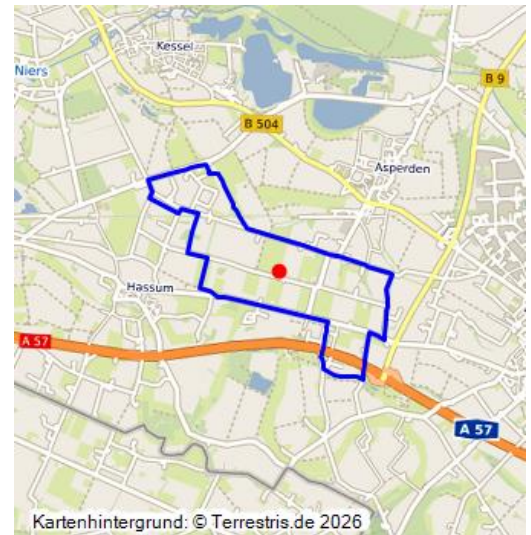 Kessel
Niers
B 9
B 504
Asperden
Hassum
A 57
A 57
Kartenhintergrund: © Terrestris.de 2026